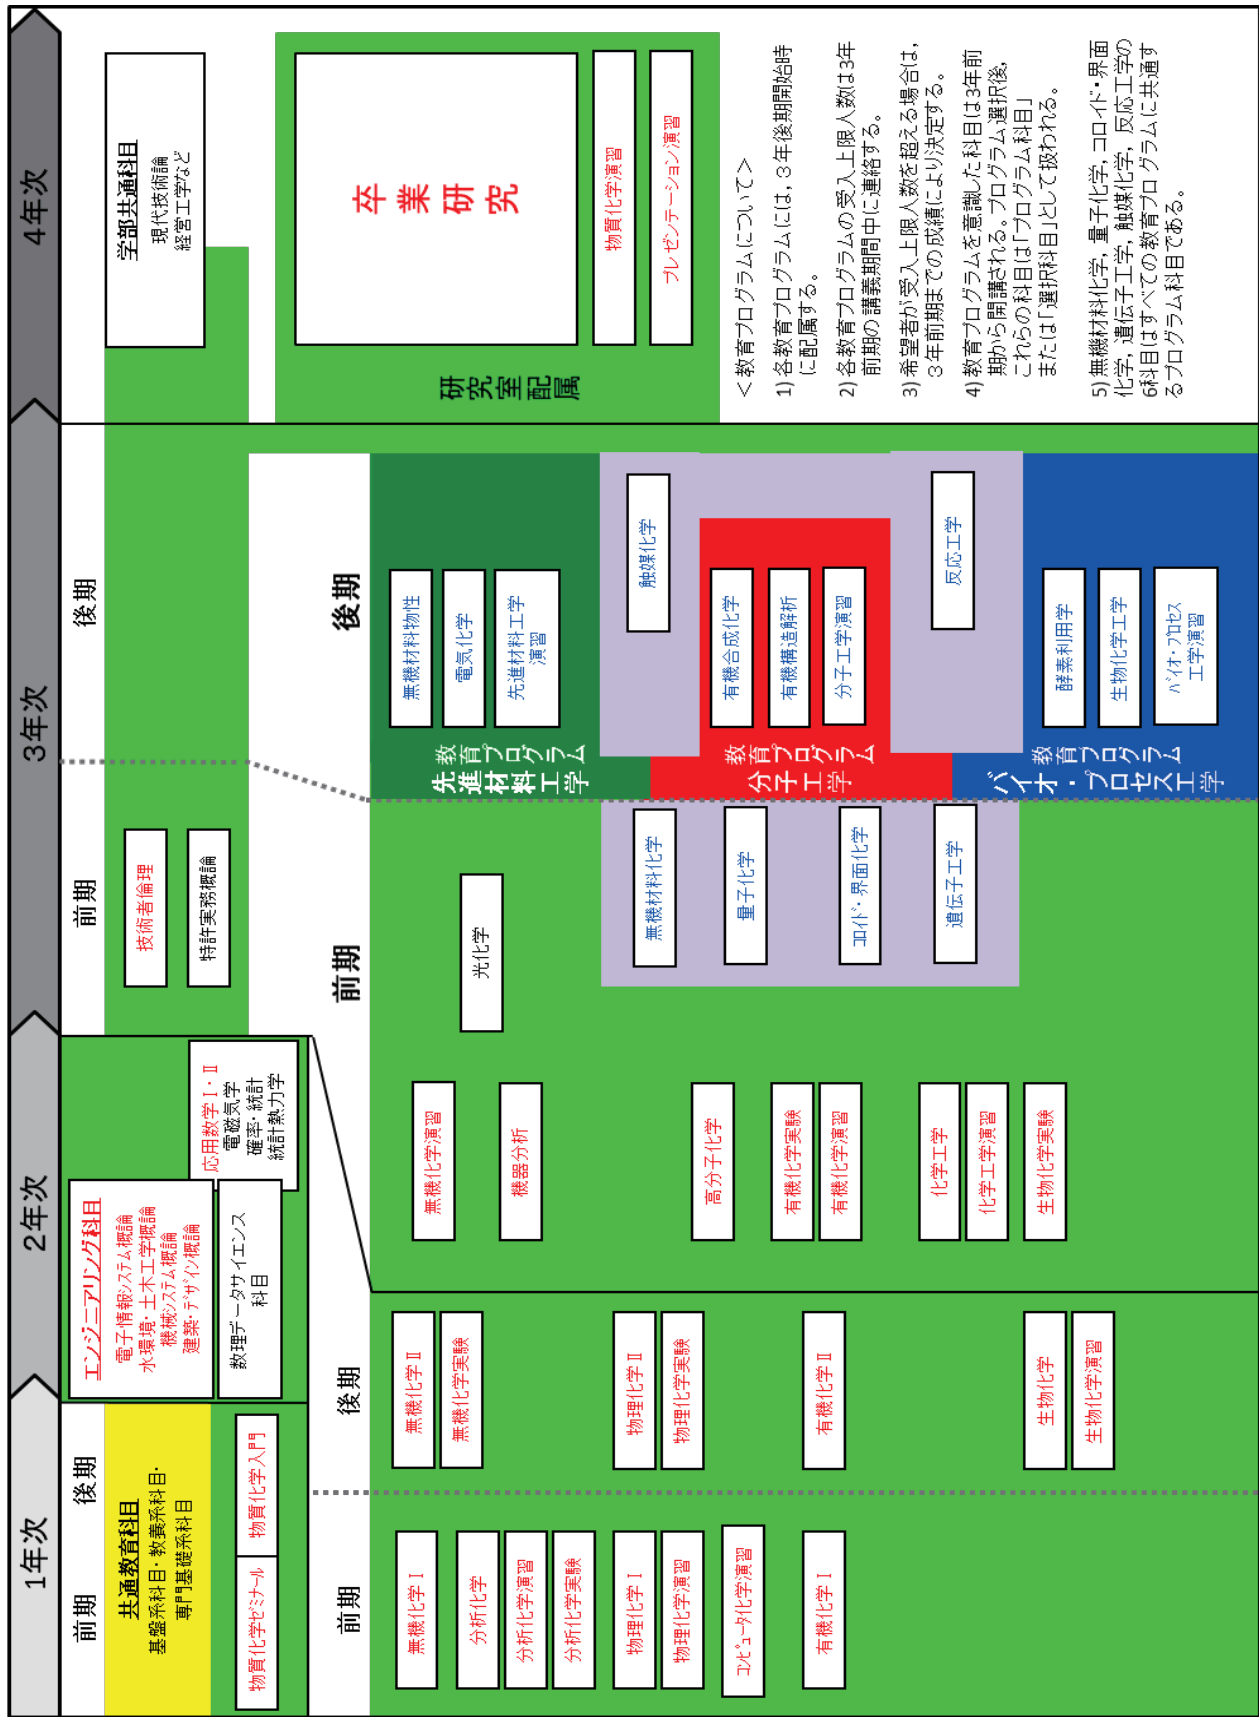 1年次
2年次
3年次
4年次
前期
後期
共通教育科目
基盤系科目・教養系科目・
専門基礎系科目
物質化学ゼミナール
物質化学入門
エンジニアリング科目
電子情報システム概論
水環境・土木工学概論
機械システム概論
建築・デザイン概論
数理データサイエンス
科目
応用数学Ⅰ・Ⅱ
電磁気学
確率・統計
統計熱力学
前期
後期
技術者倫理
特許実務概論
学部共通科目
現代技術論
経営工学など
前期
後期
前期
後期
無機化学Ⅰ
分析化学
分析化学演習
分析化学実験
物理化学Ⅰ
物理化学演習
コンピュータ化学演習
有機化学Ⅰ
無機化学Ⅱ
無機化学実験
物理化学Ⅱ
物理化学実験
有機化学Ⅱ
生物化学
生物化学演習
無機化学演習
機器分析
高分子化学
有機化学実験
有機化学演習
化学工学
化学工学演習
生物化学実験
光化学
無機材料化学
量子化学
コロイド・界面化学
遺伝子工学
先進材料工学
教育プログラム
無機材料物性
電気化学
先進材料工学
演習
触媒化学
分子工学
教育プログラム
有機合成化学
有機構造解析
分子工学演習
反応工学
バイオ・プロセス工学
教育プログラム
酵素利用学
生物化学工学
バイオ・プロセス
工学演習
研究室配属
卒業研究
物質化学演習
プレゼンテーション演習
＜教育プログラムについて＞
1) 各教育プログラムには，3年後期開始時
に配属する。
2) 各教育プログラムの受入上限人数は3年
前期の講義期間中に連絡する。
3) 希望者が受入上限人数を超える場合は，
3年前期までの成績により決定する。
4) 教育プログラムを意識した科目は3年前
期から開講される。プログラム選択後，
これらの科目は「プログラム科目」
または「選択科目」として扱われる。
5) 無機材料化学，量子化学，コロイド・界面
化学，遺伝子工学，触媒化学，反応工学の
6科目はすべての教育プログラムに共通す
るプログラム科目である。